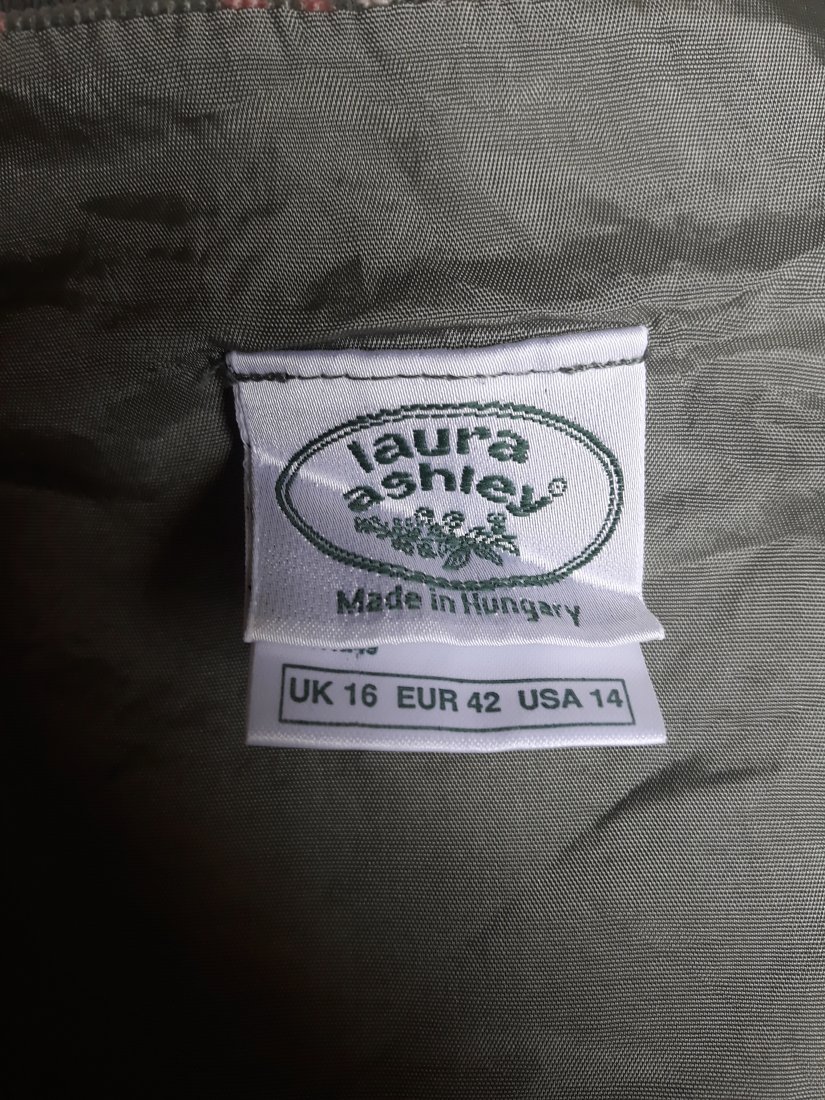 laura
ashley®
Made in Hungary
UK 16 EUR 42 USA 14